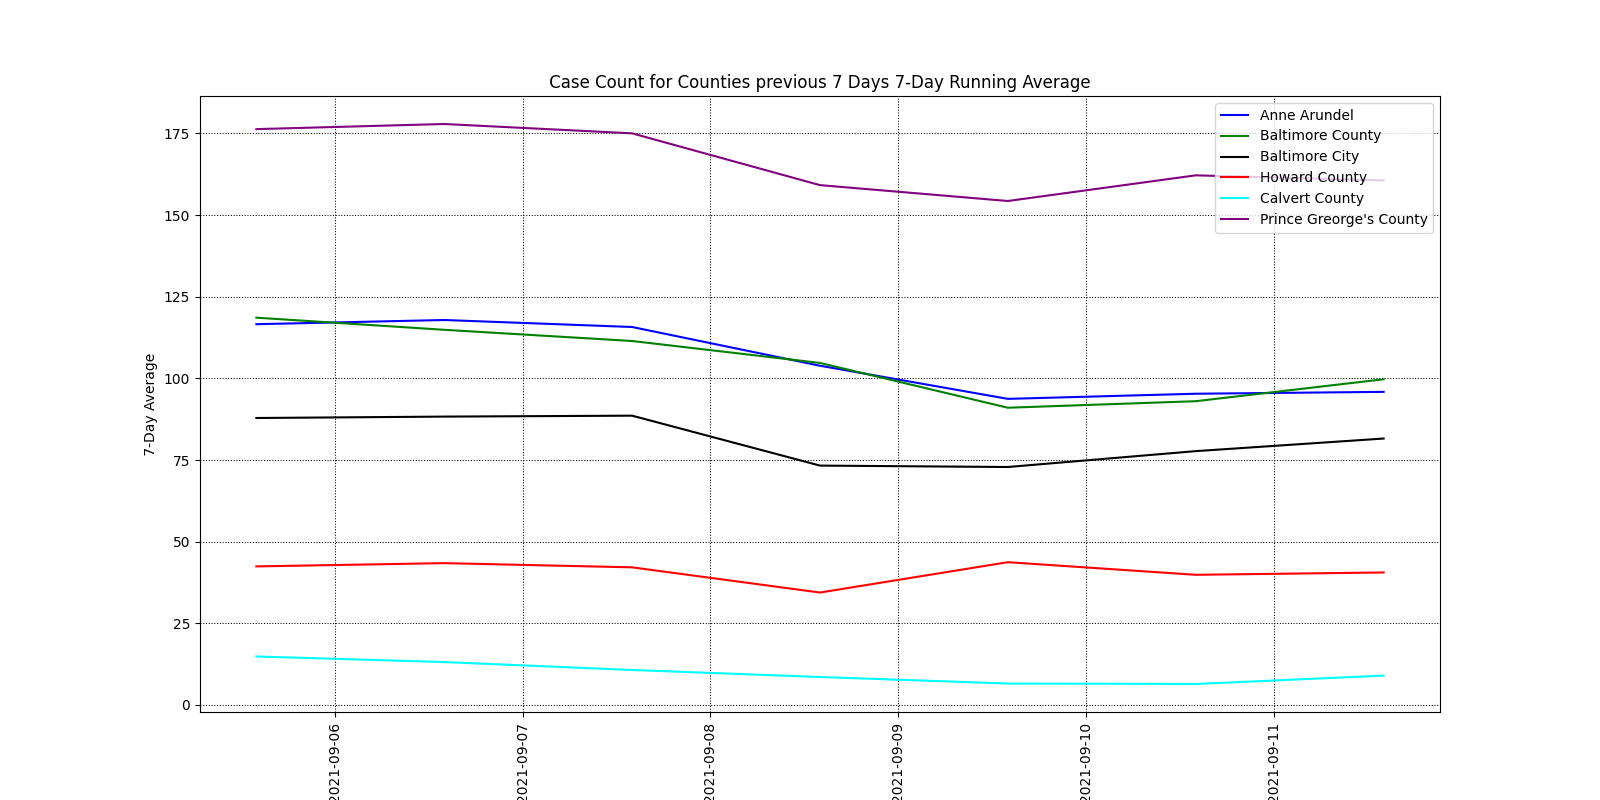 Case Count for Counties previous 7 Days 7-Day Running Average
Anne Arundel
Baltimore County
Baltimore City
Howard County
Calvert County
Prince Greorge's County
7-Day Average
175
150
125
100
75
50
25
0
2021-09-06
2021-09-07
2021-09-08
2021-09-09
2021-09-10
2021-09-11